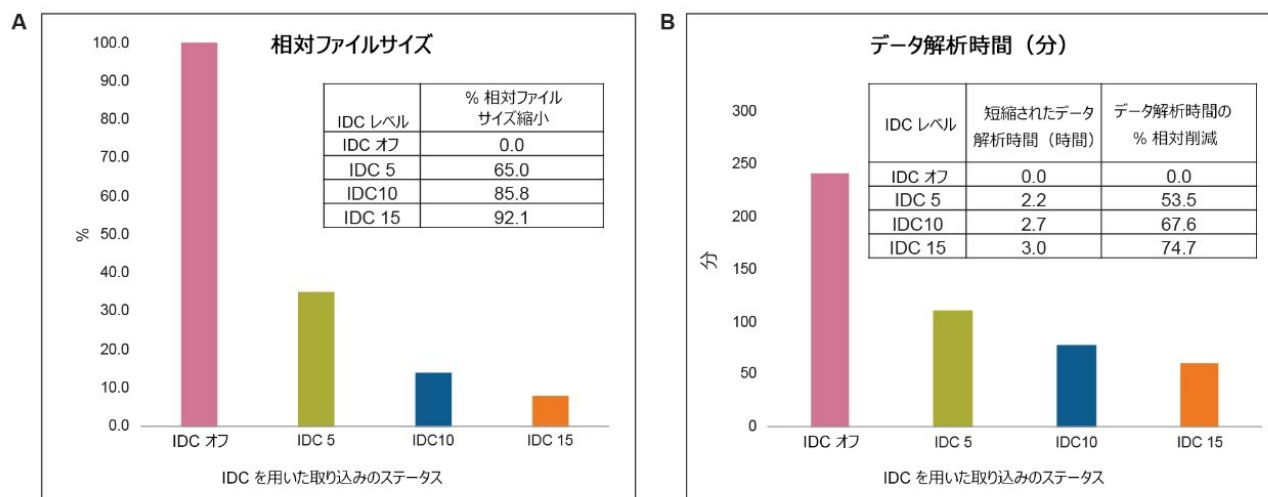 A
相対ファイルサイズ
100.0
90.0
80.0
70.0
60.0
50.0
40.0
30.0
20.0
10.0
0.0
%
IDC レベル
% 相対ファイル
サイズ縮小
IDC オフ 0.0
IDC 5 65.0
IDC10 85.8
IDC 15 92.1
IDC オフ IDC 5 IDC10 IDC 15
IDC を用いた取り込みのステータス
B
データ解析時間（分）
300
250
200
150
100
50
0
分
IDC レベル
短縮されたデータ
解析時間（時間）
データ解析時間の
% 相対削減
IDC オフ 0.0 0.0
IDC 5 2.2 53.5
IDC10 2.7 67.6
IDC 15 3.0 74.7
IDC オフ IDC 5 IDC10 IDC 15
IDC を用いた取り込みのステータス